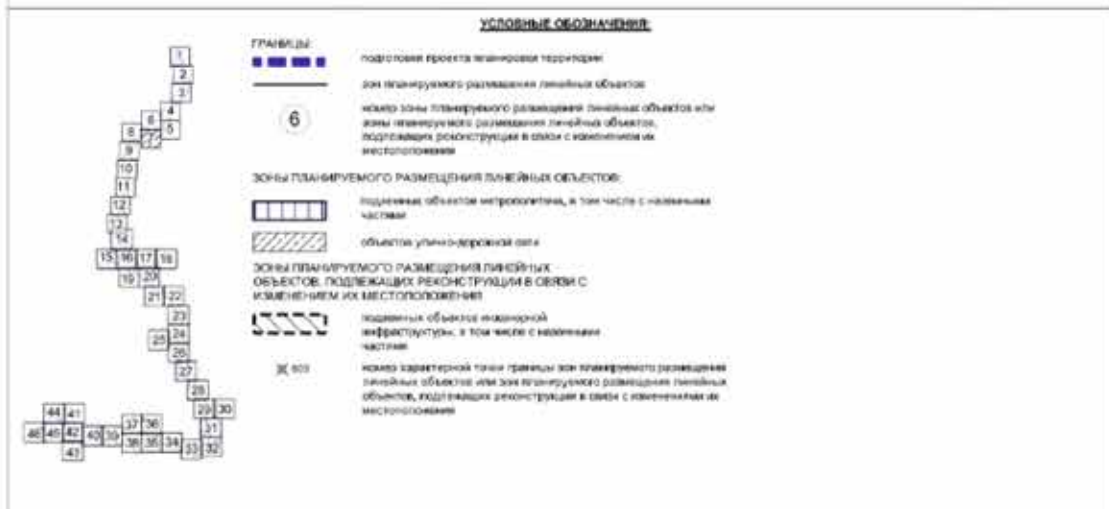 УСЛОВНЫЕ ОБОЗНАЧЕНИЯ:
ГРАНИЦЫ:
подготовки проекта планировки территории
зон планируемого размещения линейных объектов
6
номер зоны планируемого размещения линейных объектов или
зоны планируемого размещения линейных объектов,
подлежащих реконструкции в связи с изменением их
местоположения
ЗОНЫ ПЛАНИРУЕМОГО РАЗМЕЩЕНИЯ ЛИНЕЙНЫХ ОБЪЕКТОВ:
подземных объектов метрополитена, в том числе с наземными
частями
объектов улично-дорожной сети
ЗОНЫ ПЛАНИРУЕМОГО РАЗМЕЩЕНИЯ ЛИНЕЙНЫХ
ОБЪЕКТОВ, ПОДЛЕЖАЩИХ РЕКОНСТРУКЦИИ В СВЯЗИ С
ИЗМЕНЕНИЕМ ИХ МЕСТОПОЛОЖЕНИЯ
подземных объектов инженерной
инфраструктуры, в том числе с наземными
частями
603
номер характерной точки границы зон планируемого размещения
линейных объектов или зон планируемого размещения линейных
объектов, подлежащих реконструкции в связи с изменением их
местоположения
1
2
3
4
6 5
8 7
9
10
11
12
13
14
15 16 17 18
19 20
21 22
23
25 24
26
27
28
29 30
44 41 37 36 31
46 45 42 40 39 38 35 34 33 32
43